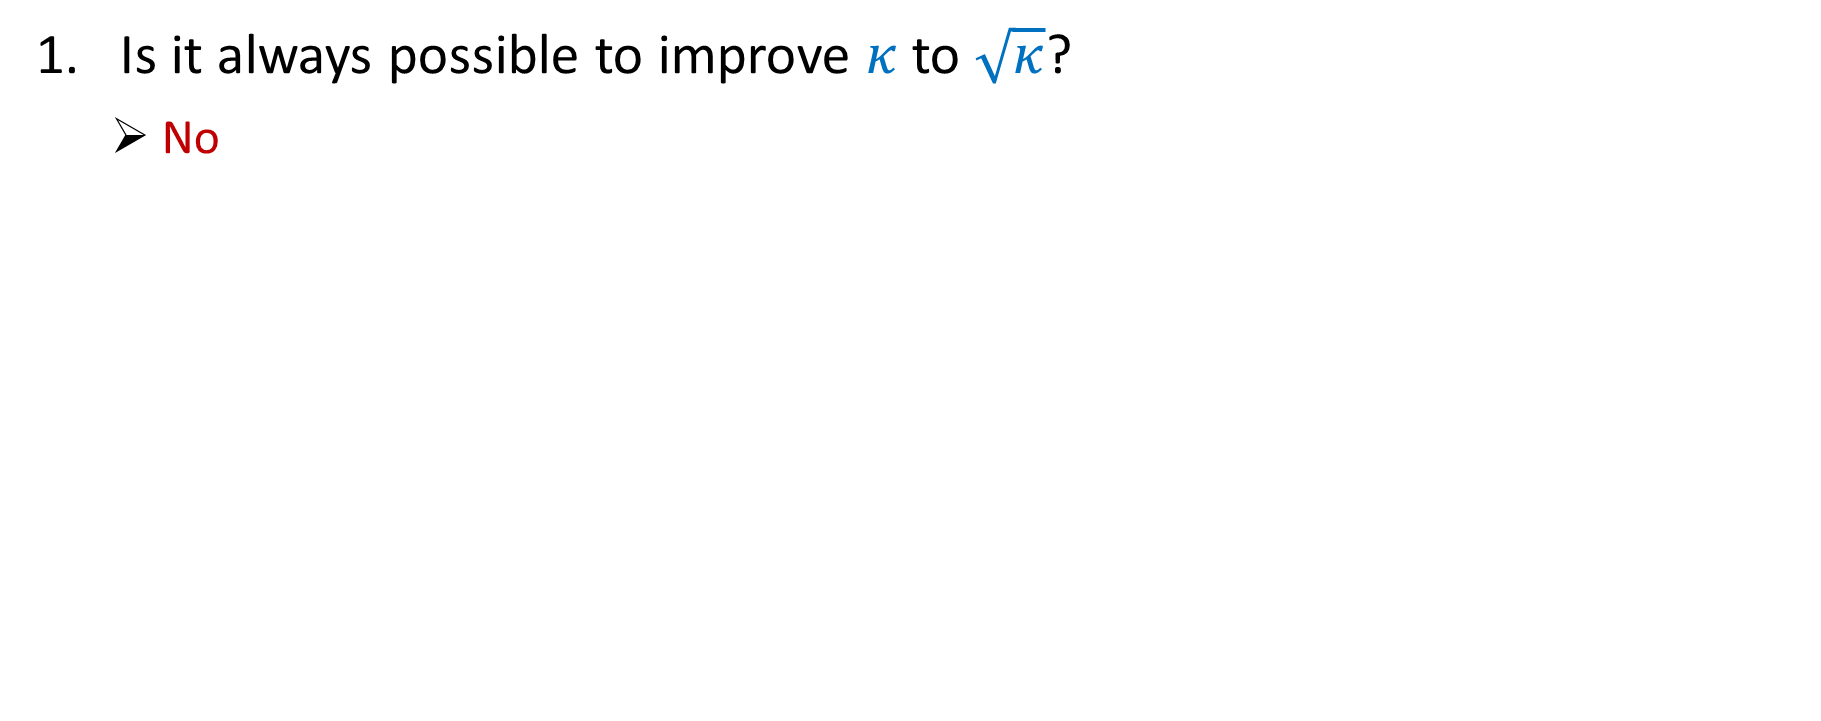 1. Is it always possible to improve κ to √κ?
➢ No